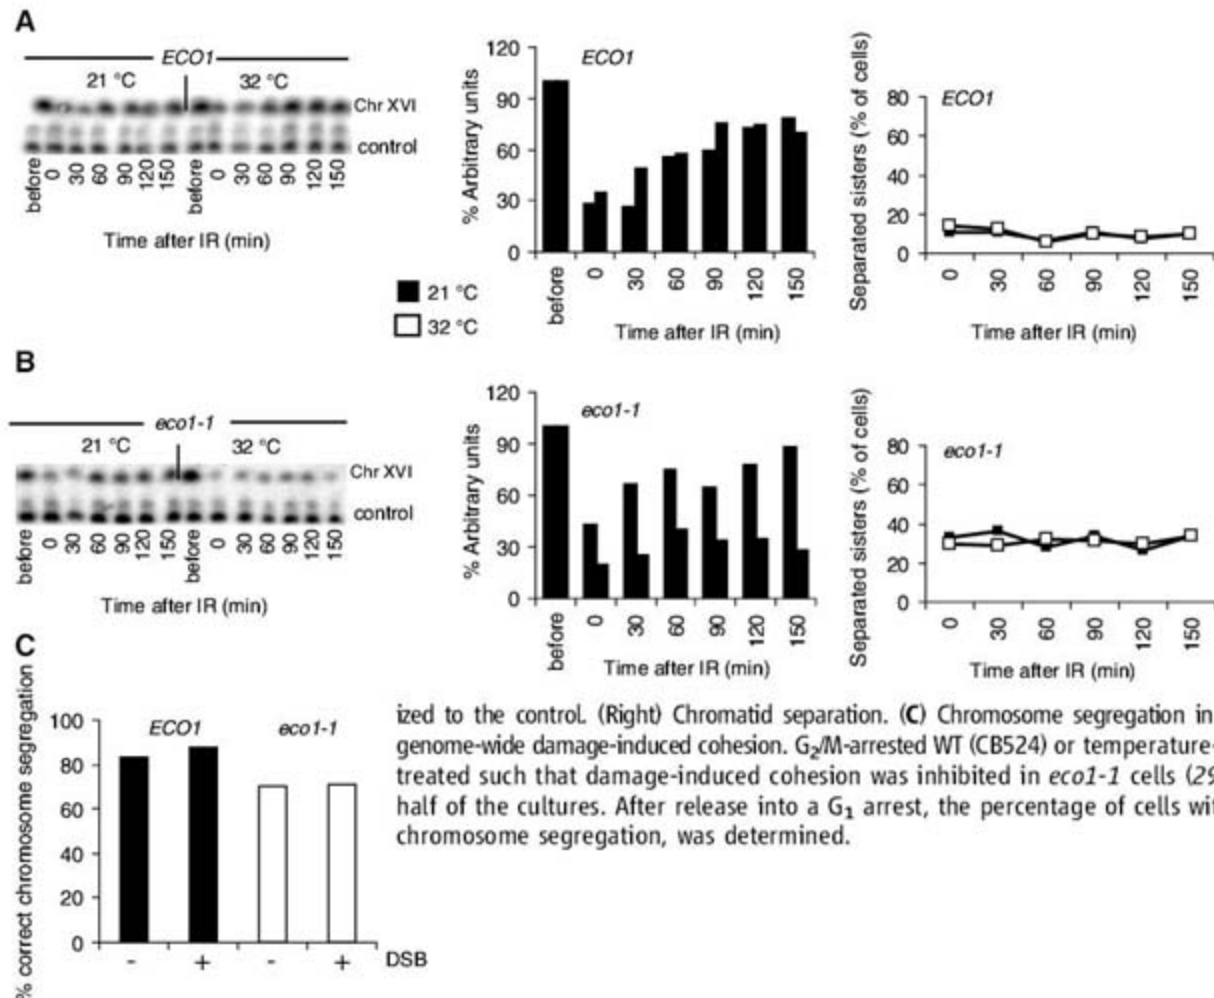 A
ECO1
21 °C 32 °C
Chr XVI
control
before 0 30 60 90 120 150 before 0 30 60 90 120 150
Time after IR (min)
% Arbitrary units
120
90
60
30
0
ECO1
before 0 30 60 90 120 150
Time after IR (min)
Separated sisters (% of cells)
80
60
40
20
0
ECO1
0 30 60 90 120 150
Time after IR (min)
21 °C
32 °C
B
eco1-1
21 °C 32 °C
Chr XVI
control
before 0 30 60 90 120 150 before 0 30 60 90 120 150
Time after IR (min)
% Arbitrary units
120
90
60
30
0
eco1-1
before 0 30 60 90 120 150
Time after IR (min)
Separated sisters (% of cells)
80
60
40
20
0
eco1-1
0 30 60 90 120 150
Time after IR (min)
C
% correct chromosome segregation
100
80
60
40
20
0
ECO1 eco1-1
- + - + DSB
ized to the control. (Right) Chromatid separation. (C) Chromosome segregation in
genome-wide damage-induced cohesion. G₂/M-arrested WT (CB524) or temperature-
treated such that damage-induced cohesion was inhibited in eco1-1 cells (29
half of the cultures. After release into a G₁ arrest, the percentage of cells wit
chromosome segregation, was determined.